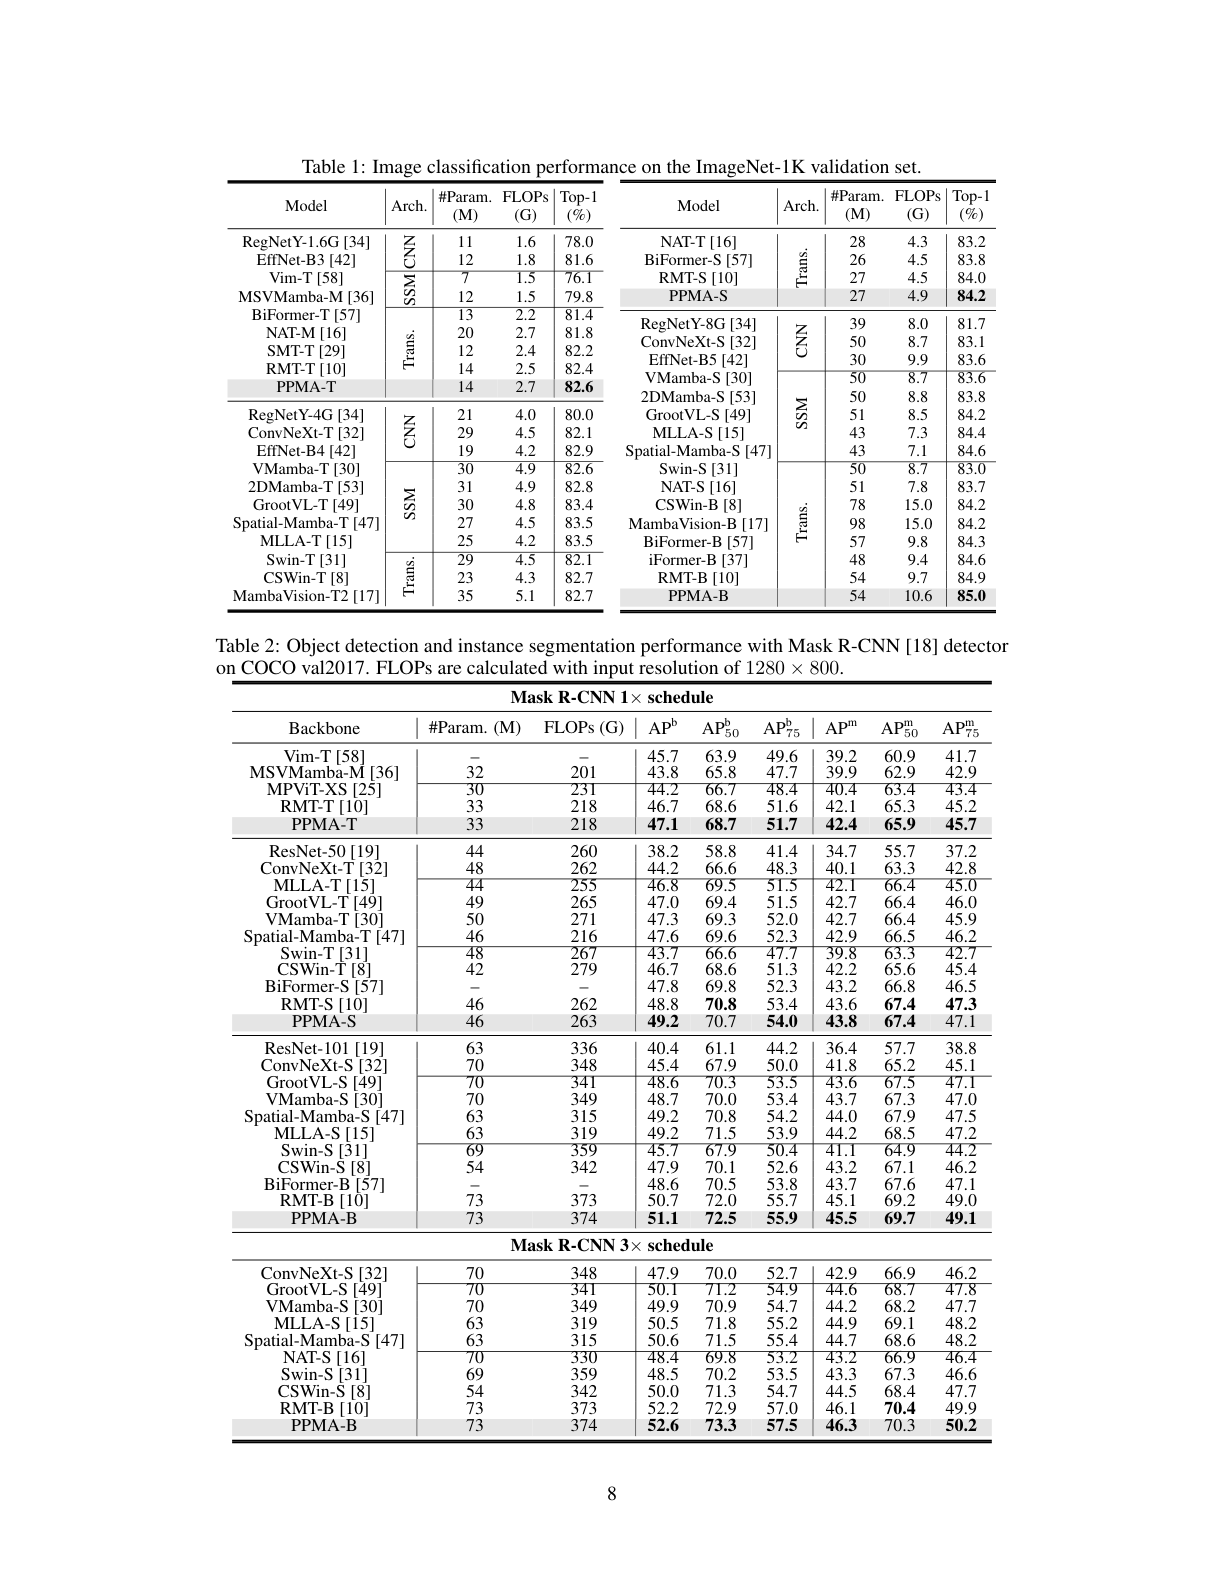 Table 1: Image classification performance on the ImageNet-1K validation set.
Model Arch. #Param. (M) FLOPs (G) Top-1 (%)
RegNetY-1.6G [34] CNN 11 1.6 78.0
EffNet-B3 [42] 12 1.8 81.6
Vim-T [58] SSM 7 1.5 76.1
MSVMamba-M [36] 12 1.5 79.8
BiFormer-T [57] Trans. 13 2.2 81.4
NAT-M [16] 20 2.7 81.8
SMT-T [29] 12 2.4 82.2
RMT-T [10] 14 2.5 82.4
PPMA-T 14 2.7 82.6
RegNetY-4G [34] CNN 21 4.0 80.0
ConvNeXt-T [32] 29 4.5 82.1
EffNet-B4 [42] 19 4.2 82.9
VMamba-T [30] SSM 30 4.9 82.6
2DMamba-T [53] 31 4.9 82.8
GrootVL-T [49] 30 4.8 83.4
Spatial-Mamba-T [47] 27 4.5 83.5
MLLA-T [15] 25 4.2 83.5
Swin-T [31] Trans. 29 4.5 82.1
CSWin-T [8] 23 4.3 82.7
MambaVision-T2 [17] 35 5.1 82.7
Model Arch. #Param. (M) FLOPs (G) Top-1 (%)
NAT-T [16] Trans. 28 4.3 83.2
BiFormer-S [57] 26 4.5 83.8
RMT-S [10] 27 4.5 84.0
PPMA-S 27 4.9 84.2
RegNetY-8G [34] CNN 39 8.0 81.7
ConvNeXt-S [32] 50 8.7 83.1
EffNet-B5 [42] 30 9.9 83.6
VMamba-S [30] SSM 50 8.7 83.6
2DMamba-S [53] 50 8.8 83.8
GrootVL-S [49] 51 8.5 84.2
MLLA-S [15] 43 7.3 84.4
Spatial-Mamba-S [47] 43 7.1 84.6
Swin-S [31] Trans. 50 8.7 83.0
NAT-S [16] 51 7.8 83.7
CSWin-B [8] 78 15.0 84.2
MambaVision-B [17] 98 15.0 84.2
BiFormer-B [57] 57 9.8 84.3
iFormer-B [37] 48 9.4 84.6
RMT-B [10] 54 9.7 84.9
PPMA-B 54 10.6 85.0
Table 2: Object detection and instance segmentation performance with Mask R-CNN [18] detector
on COCO val2017. FLOPs are calculated with input resolution of 1280 × 800.
Mask R-CNN 1× schedule
Backbone #Param. (M) FLOPs (G) APᵇ APᵇ₅₀ APᵇ₇₅ APᵐ APᵐ₅₀ APᵐ₇₅
Vim-T [58] – – 45.7 63.9 49.6 39.2 60.9 41.7
MSVMamba-M [36] 32 201 43.8 65.8 47.7 39.9 62.9 42.9
MPViT-XS [25] 30 231 44.2 66.7 48.4 40.4 63.4 43.4
RMT-T [10] 33 218 46.7 68.6 51.6 42.1 65.3 45.2
PPMA-T 33 218 47.1 68.7 51.7 42.4 65.9 45.7
ResNet-50 [19] 44 260 38.2 58.8 41.4 34.7 55.7 37.2
ConvNeXt-T [32] 48 262 44.2 66.6 48.3 40.1 63.3 42.8
MLLA-T [15] 44 255 46.8 69.5 51.5 42.1 66.4 45.0
GrootVL-T [49] 49 265 47.0 69.4 51.5 42.7 66.4 46.0
VMamba-T [30] 50 271 47.3 69.3 52.0 42.7 66.4 45.9
Spatial-Mamba-T [47] 46 216 47.6 69.6 52.3 42.9 66.5 46.2
Swin-T [31] 48 267 43.7 66.6 47.7 39.8 63.3 42.7
CSWin-T [8] 42 279 46.7 68.6 51.3 42.2 65.6 45.4
BiFormer-S [57] – – 47.8 69.8 52.3 43.2 66.8 46.5
RMT-S [10] 46 262 48.8 70.8 53.4 43.6 67.4 47.3
PPMA-S 46 263 49.2 70.7 54.0 43.8 67.4 47.1
ResNet-101 [19] 63 336 40.4 61.1 44.2 36.4 57.7 38.8
ConvNeXt-S [32] 70 348 45.4 67.9 50.0 41.8 65.2 45.1
GrootVL-S [49] 70 341 48.6 70.3 53.5 43.6 67.5 47.1
VMamba-S [30] 70 349 48.7 70.0 53.4 43.7 67.3 47.0
Spatial-Mamba-S [47] 63 315 49.2 70.8 54.2 44.0 67.9 47.5
MLLA-S [15] 63 319 49.2 71.5 53.9 44.2 68.5 47.2
Swin-S [31] 69 359 45.7 67.9 50.4 41.1 64.9 44.2
CSWin-S [8] 54 342 47.9 70.1 52.6 43.2 67.1 46.2
BiFormer-B [57] – – 48.6 70.5 53.8 43.7 67.6 47.1
RMT-B [10] 73 373 50.7 72.0 55.7 45.1 69.2 49.0
PPMA-B 73 374 51.1 72.5 55.9 45.5 69.7 49.1
Mask R-CNN 3× schedule
ConvNeXt-S [32] 70 348 47.9 70.0 52.7 42.9 66.9 46.2
GrootVL-S [49] 70 341 50.1 71.2 54.9 44.6 68.7 47.8
VMamba-S [30] 70 349 49.9 70.9 54.7 44.2 68.2 47.7
MLLA-S [15] 63 319 50.5 71.8 55.2 44.9 69.1 48.2
Spatial-Mamba-S [47] 63 315 50.6 71.5 55.4 44.7 68.6 48.2
NAT-S [16] 70 330 48.4 69.8 53.2 43.2 66.9 46.4
Swin-S [31] 69 359 48.5 70.2 53.5 43.3 67.3 46.6
CSWin-S [8] 54 342 50.0 71.3 54.7 44.5 68.4 47.7
RMT-B [10] 73 373 52.2 72.9 57.0 46.1 70.4 49.9
PPMA-B 73 374 52.6 73.3 57.5 46.3 70.3 50.2
8